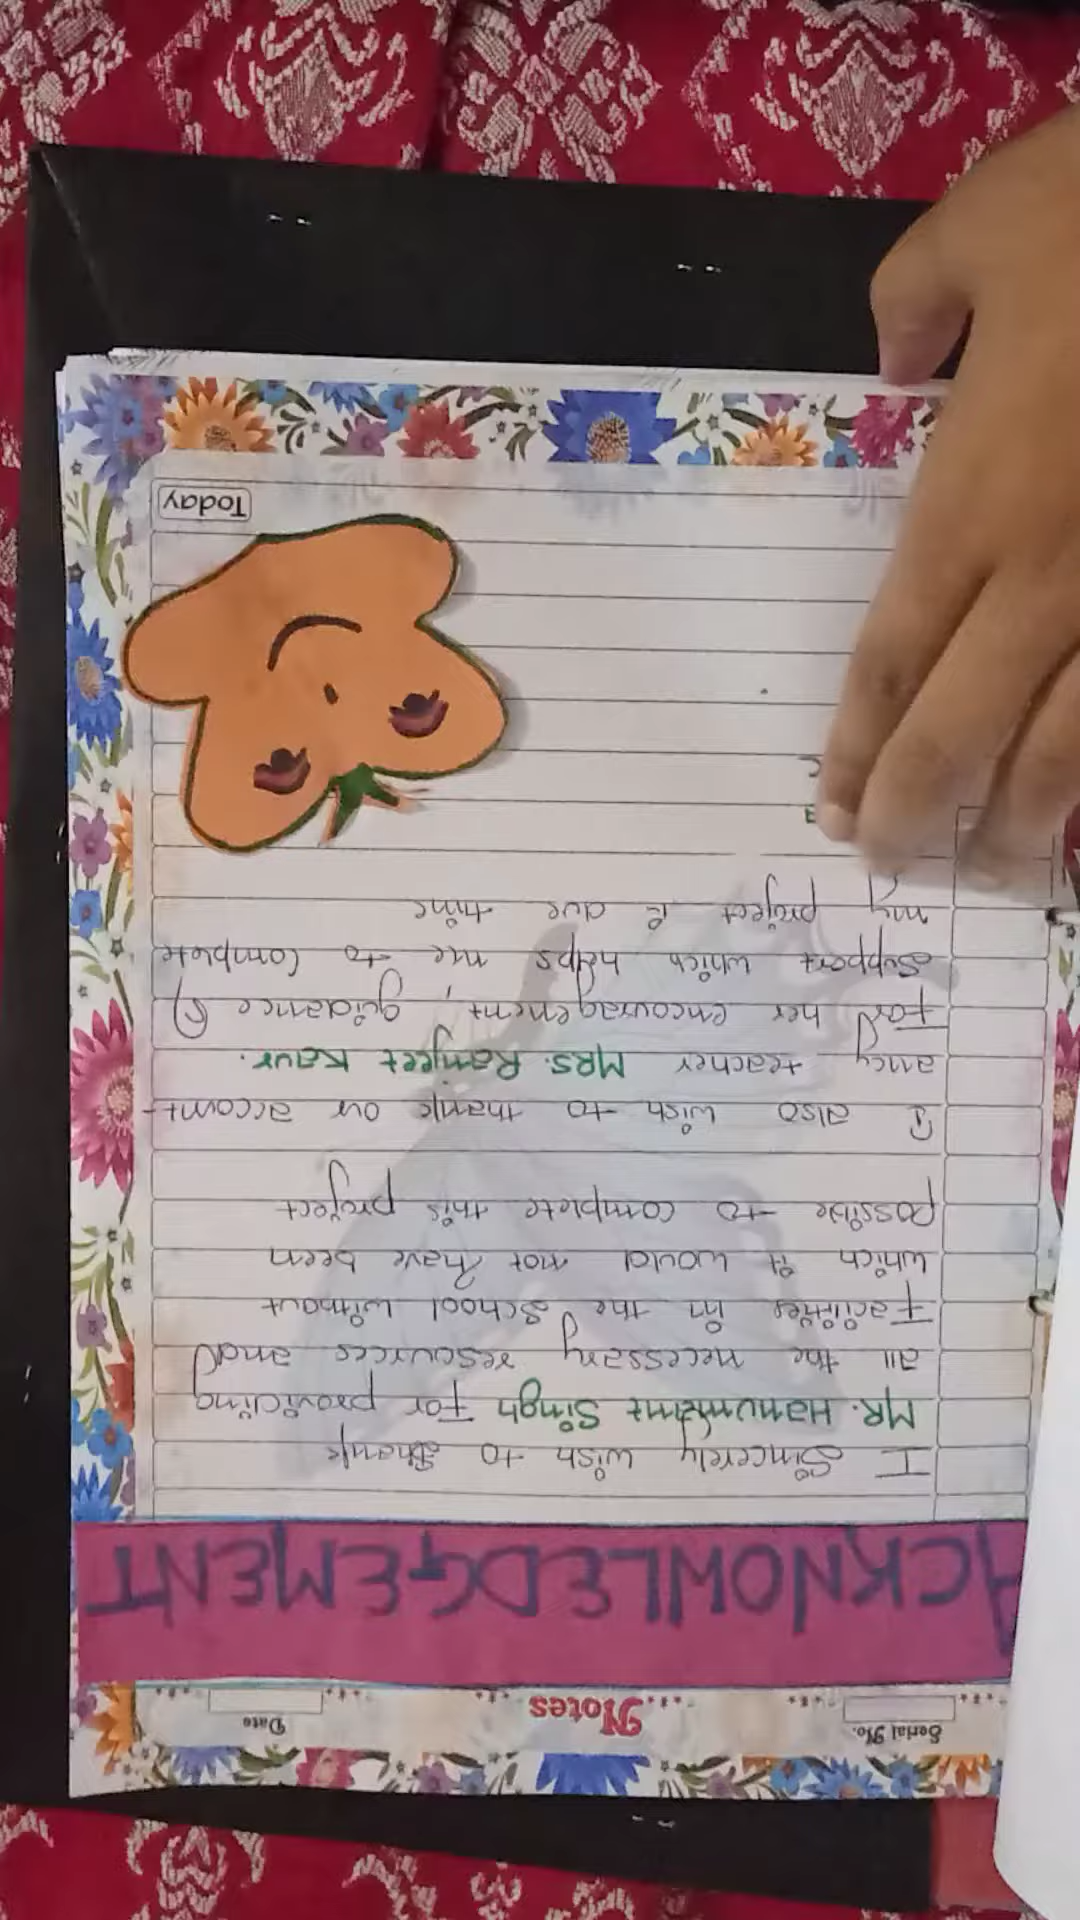 Serial No.
Notes
Date
ACKNOWLEDGEMENT
I Sincerely wish to thank
MR. Hanumant Singh for providing
all the necessary resources and
Facilities in the School without
which it would not have been
possible to complete this project
I also wish to thank our account-
ancy teacher MRS. Ranjeet Kaur.
For her encouragement, guidance &
Support which helps me to complete
my project is due time
Today